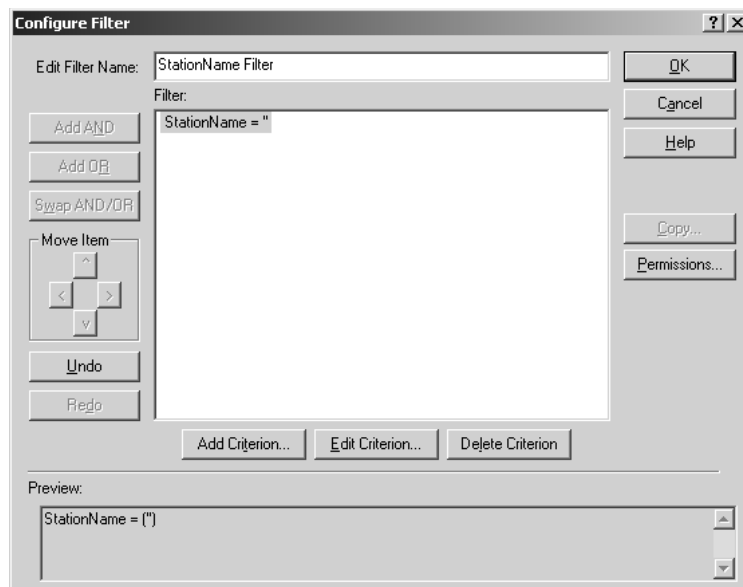 Configure Filter
? X
Edit Filter Name:
StationName Filter
OK
Filter:
Cancel
StationName = ''
Help
Add AND
Add OR
Swap AND/OR
Move Item
^
< >
v
Copy...
Permissions...
Undo
Redo
Add Criterion...
Edit Criterion...
Delete Criterion
Preview:
StationName = ('')